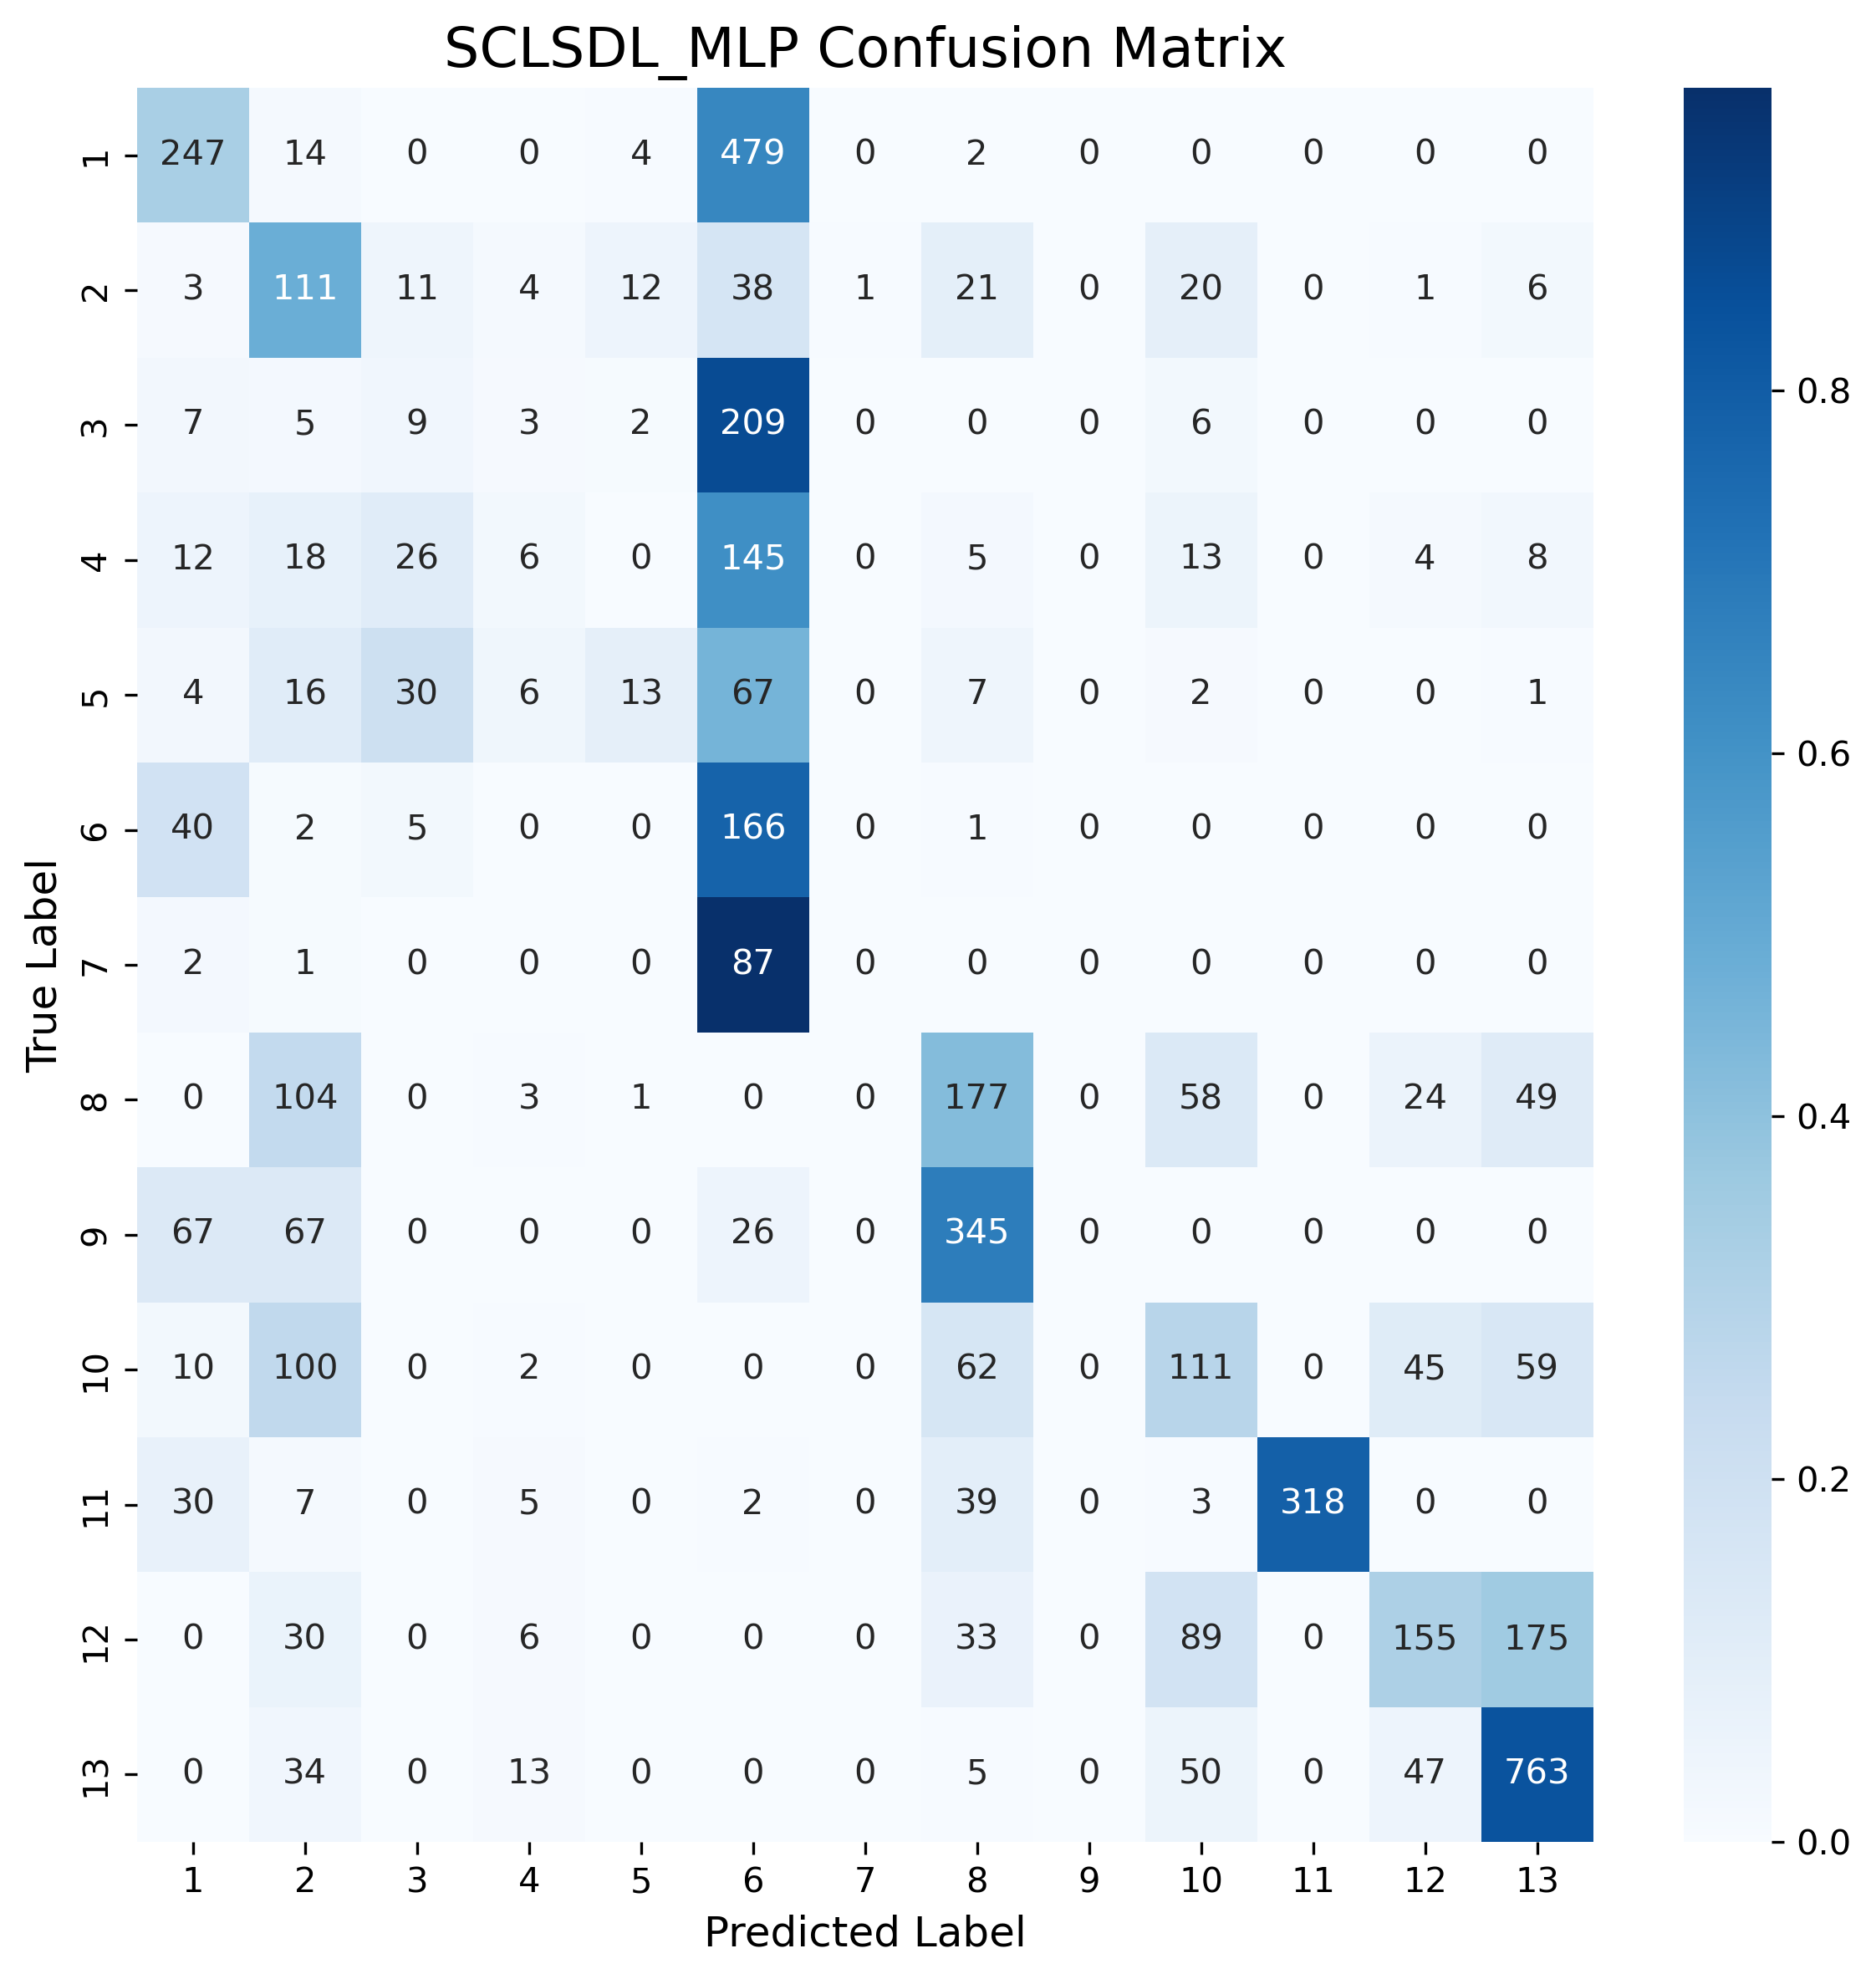 SCLSDL_MLP Confusion Matrix
1 247 14 0 0 4 479 0 2 0 0 0 0 0
2 3 111 11 4 12 38 1 21 0 20 0 1 6
3 7 5 9 3 2 209 0 0 0 6 0 0 0
4 12 18 26 6 0 145 0 5 0 13 0 4 8
5 4 16 30 6 13 67 0 7 0 2 0 0 1
6 40 2 5 0 0 166 0 1 0 0 0 0 0
7 2 1 0 0 0 87 0 0 0 0 0 0 0
8 0 104 0 3 1 0 0 177 0 58 0 24 49
9 67 67 0 0 0 26 0 345 0 0 0 0 0
10 10 100 0 2 0 0 0 62 0 111 0 45 59
11 30 7 0 5 0 2 0 39 0 3 318 0 0
12 0 30 0 6 0 0 0 33 0 89 0 155 175
13 0 34 0 13 0 0 0 5 0 50 0 47 763
1 2 3 4 5 6 7 8 9 10 11 12 13
Predicted Label
True Label
0.8
0.6
0.4
0.2
0.0